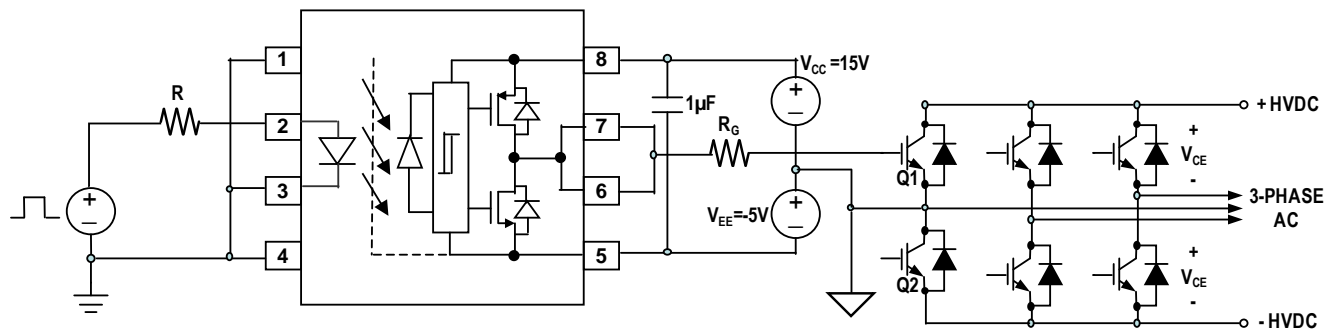 1
8
V_CC =15V
R
1µF
+
–
+ HVDC
2
7
R_G
+
V_CE
-
Q1
+
–
3
6
3-PHASE
AC
V_EE=-5V
+
–
4
5
Q2
+
V_CE
-
- HVDC